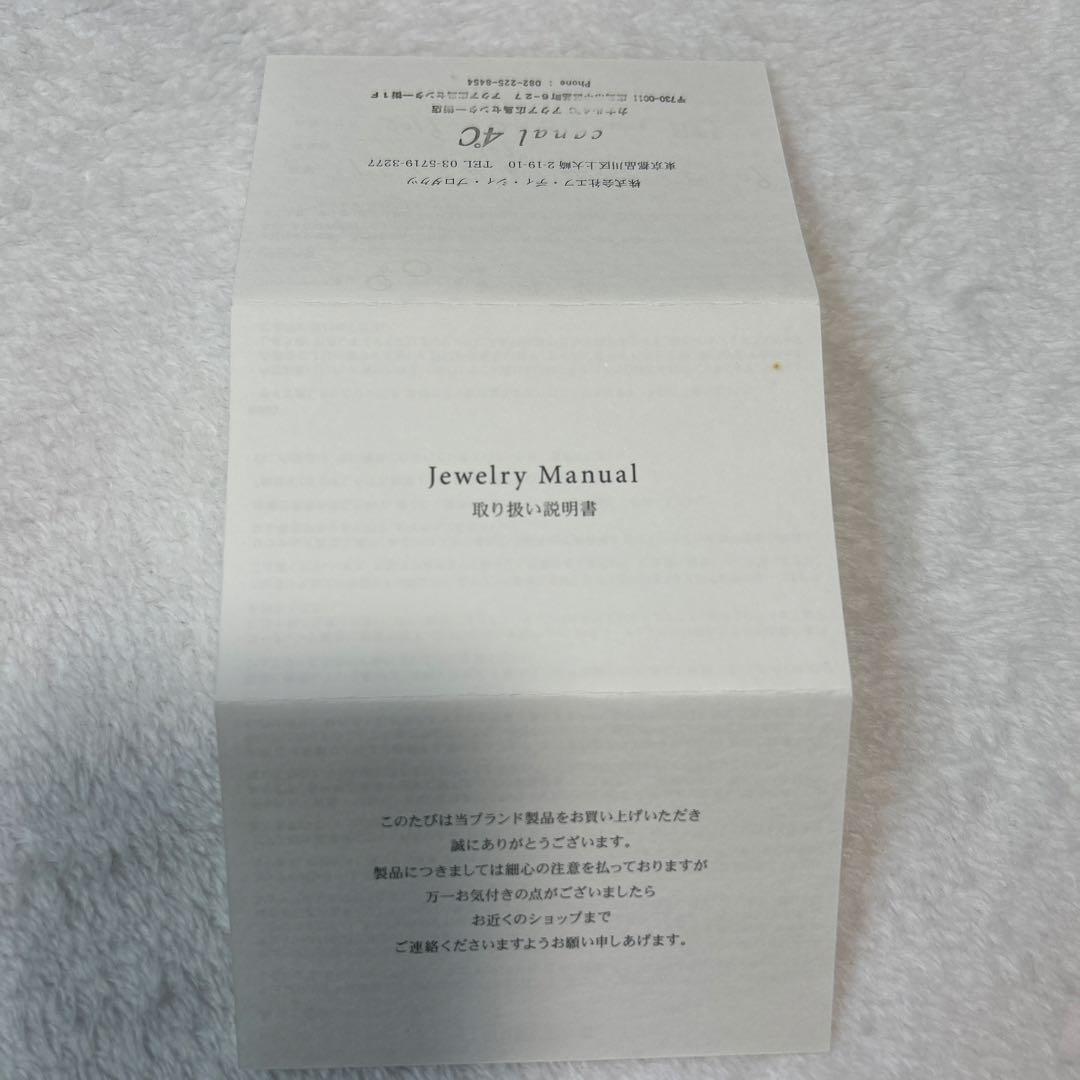 株式会社エフ・ディ・シィ・プロダクツ
東京都品川区上大崎 2-19-10 TEL 03-5719-3277
canal 4℃
カナル4℃ アクア広島センター街店
〒730-0011 広島市中区基町6-27 アクア広島センター街1F
Phone : 082-225-8454
Jewelry Manual
取り扱い説明書
このたびは当ブランド製品をお買い上げいただき
誠にありがとうございます。
製品につきましては細心の注意を払っておりますが
万一お気付きの点がございましたら
お近くのショップまで
ご連絡くださいますようお願い申しあげます。